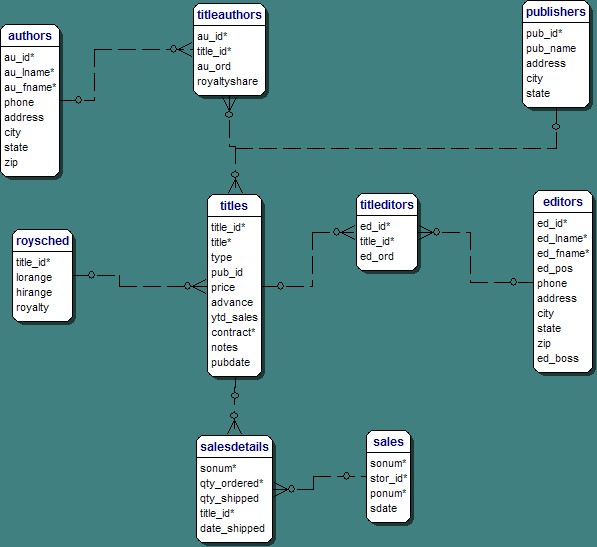 authors
au_id*
au_lname*
au_fname*
phone
address
city
state
zip
titleauthors
au_id*
title_id*
au_ord
royaltyshare
publishers
pub_id*
pub_name
address
city
state
roysched
title_id*
lorange
hirange
royalty
titles
title_id*
title*
type
pub_id
price
advance
ytd_sales
contract*
notes
pubdate
titleditors
ed_id*
title_id*
ed_ord
editors
ed_id*
ed_lname*
ed_fname*
ed_pos
phone
address
city
state
zip
ed_boss
salesdetails
sonum*
qty_ordered*
qty_shipped
title_id*
date_shipped
sales
sonum*
stor_id*
ponum*
sdate